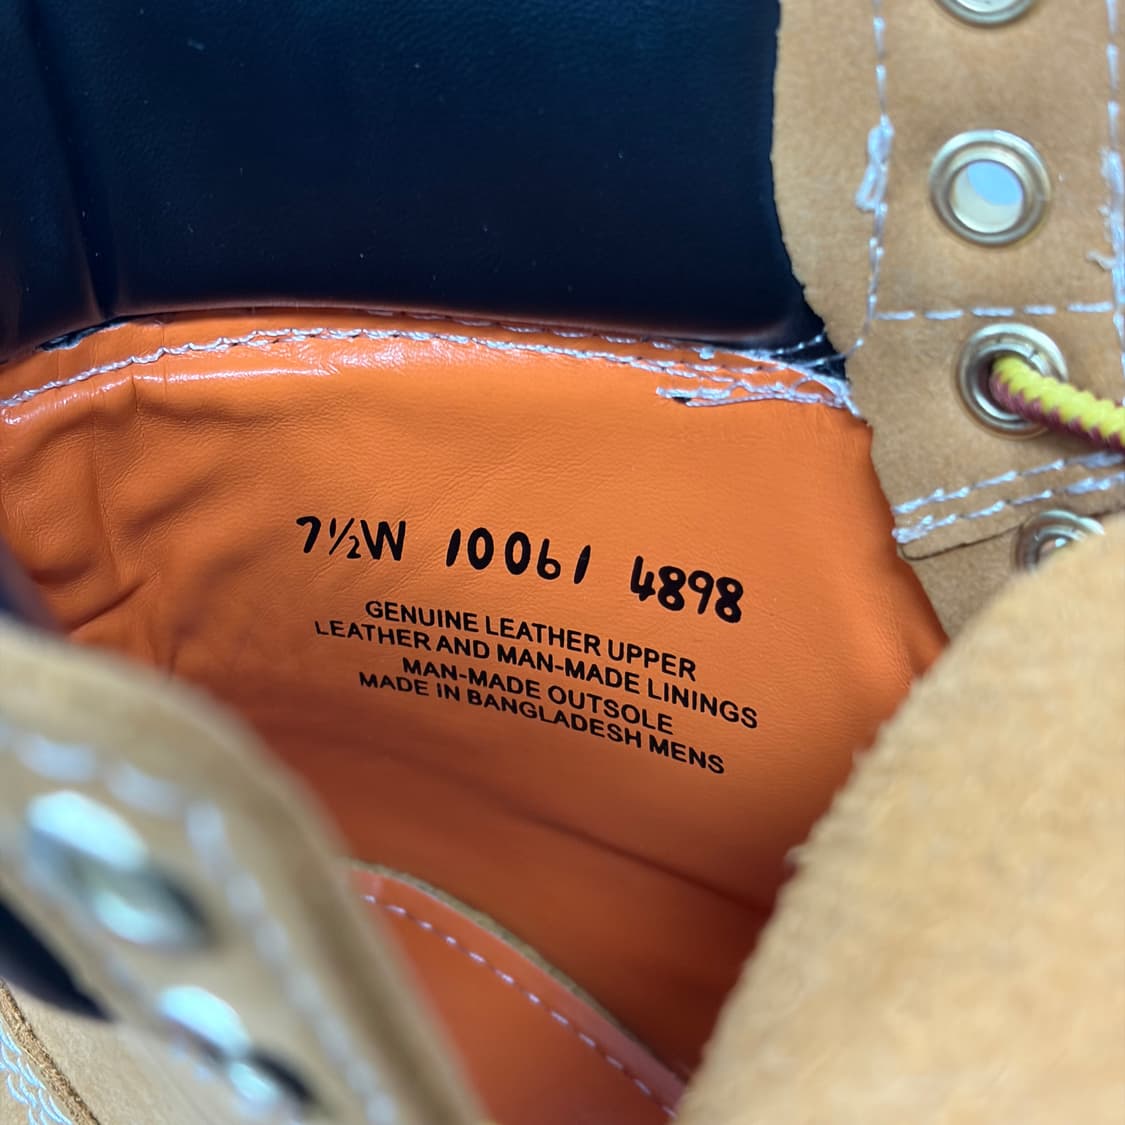 7½W 10061 4898
GENUINE LEATHER UPPER
LEATHER AND MAN-MADE LININGS
MAN-MADE OUTSOLE
MADE IN BANGLADESH MENS